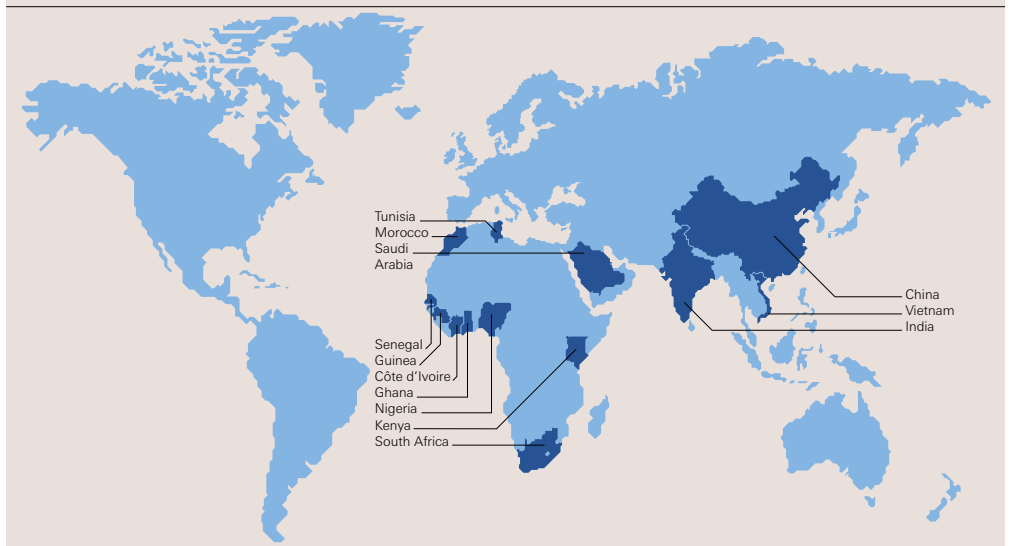 Tunisia
Morocco
Saudi
Arabia
Senegal
Guinea
Côte d'Ivoire
Ghana
Nigeria
Kenya
South Africa
China
Vietnam
India